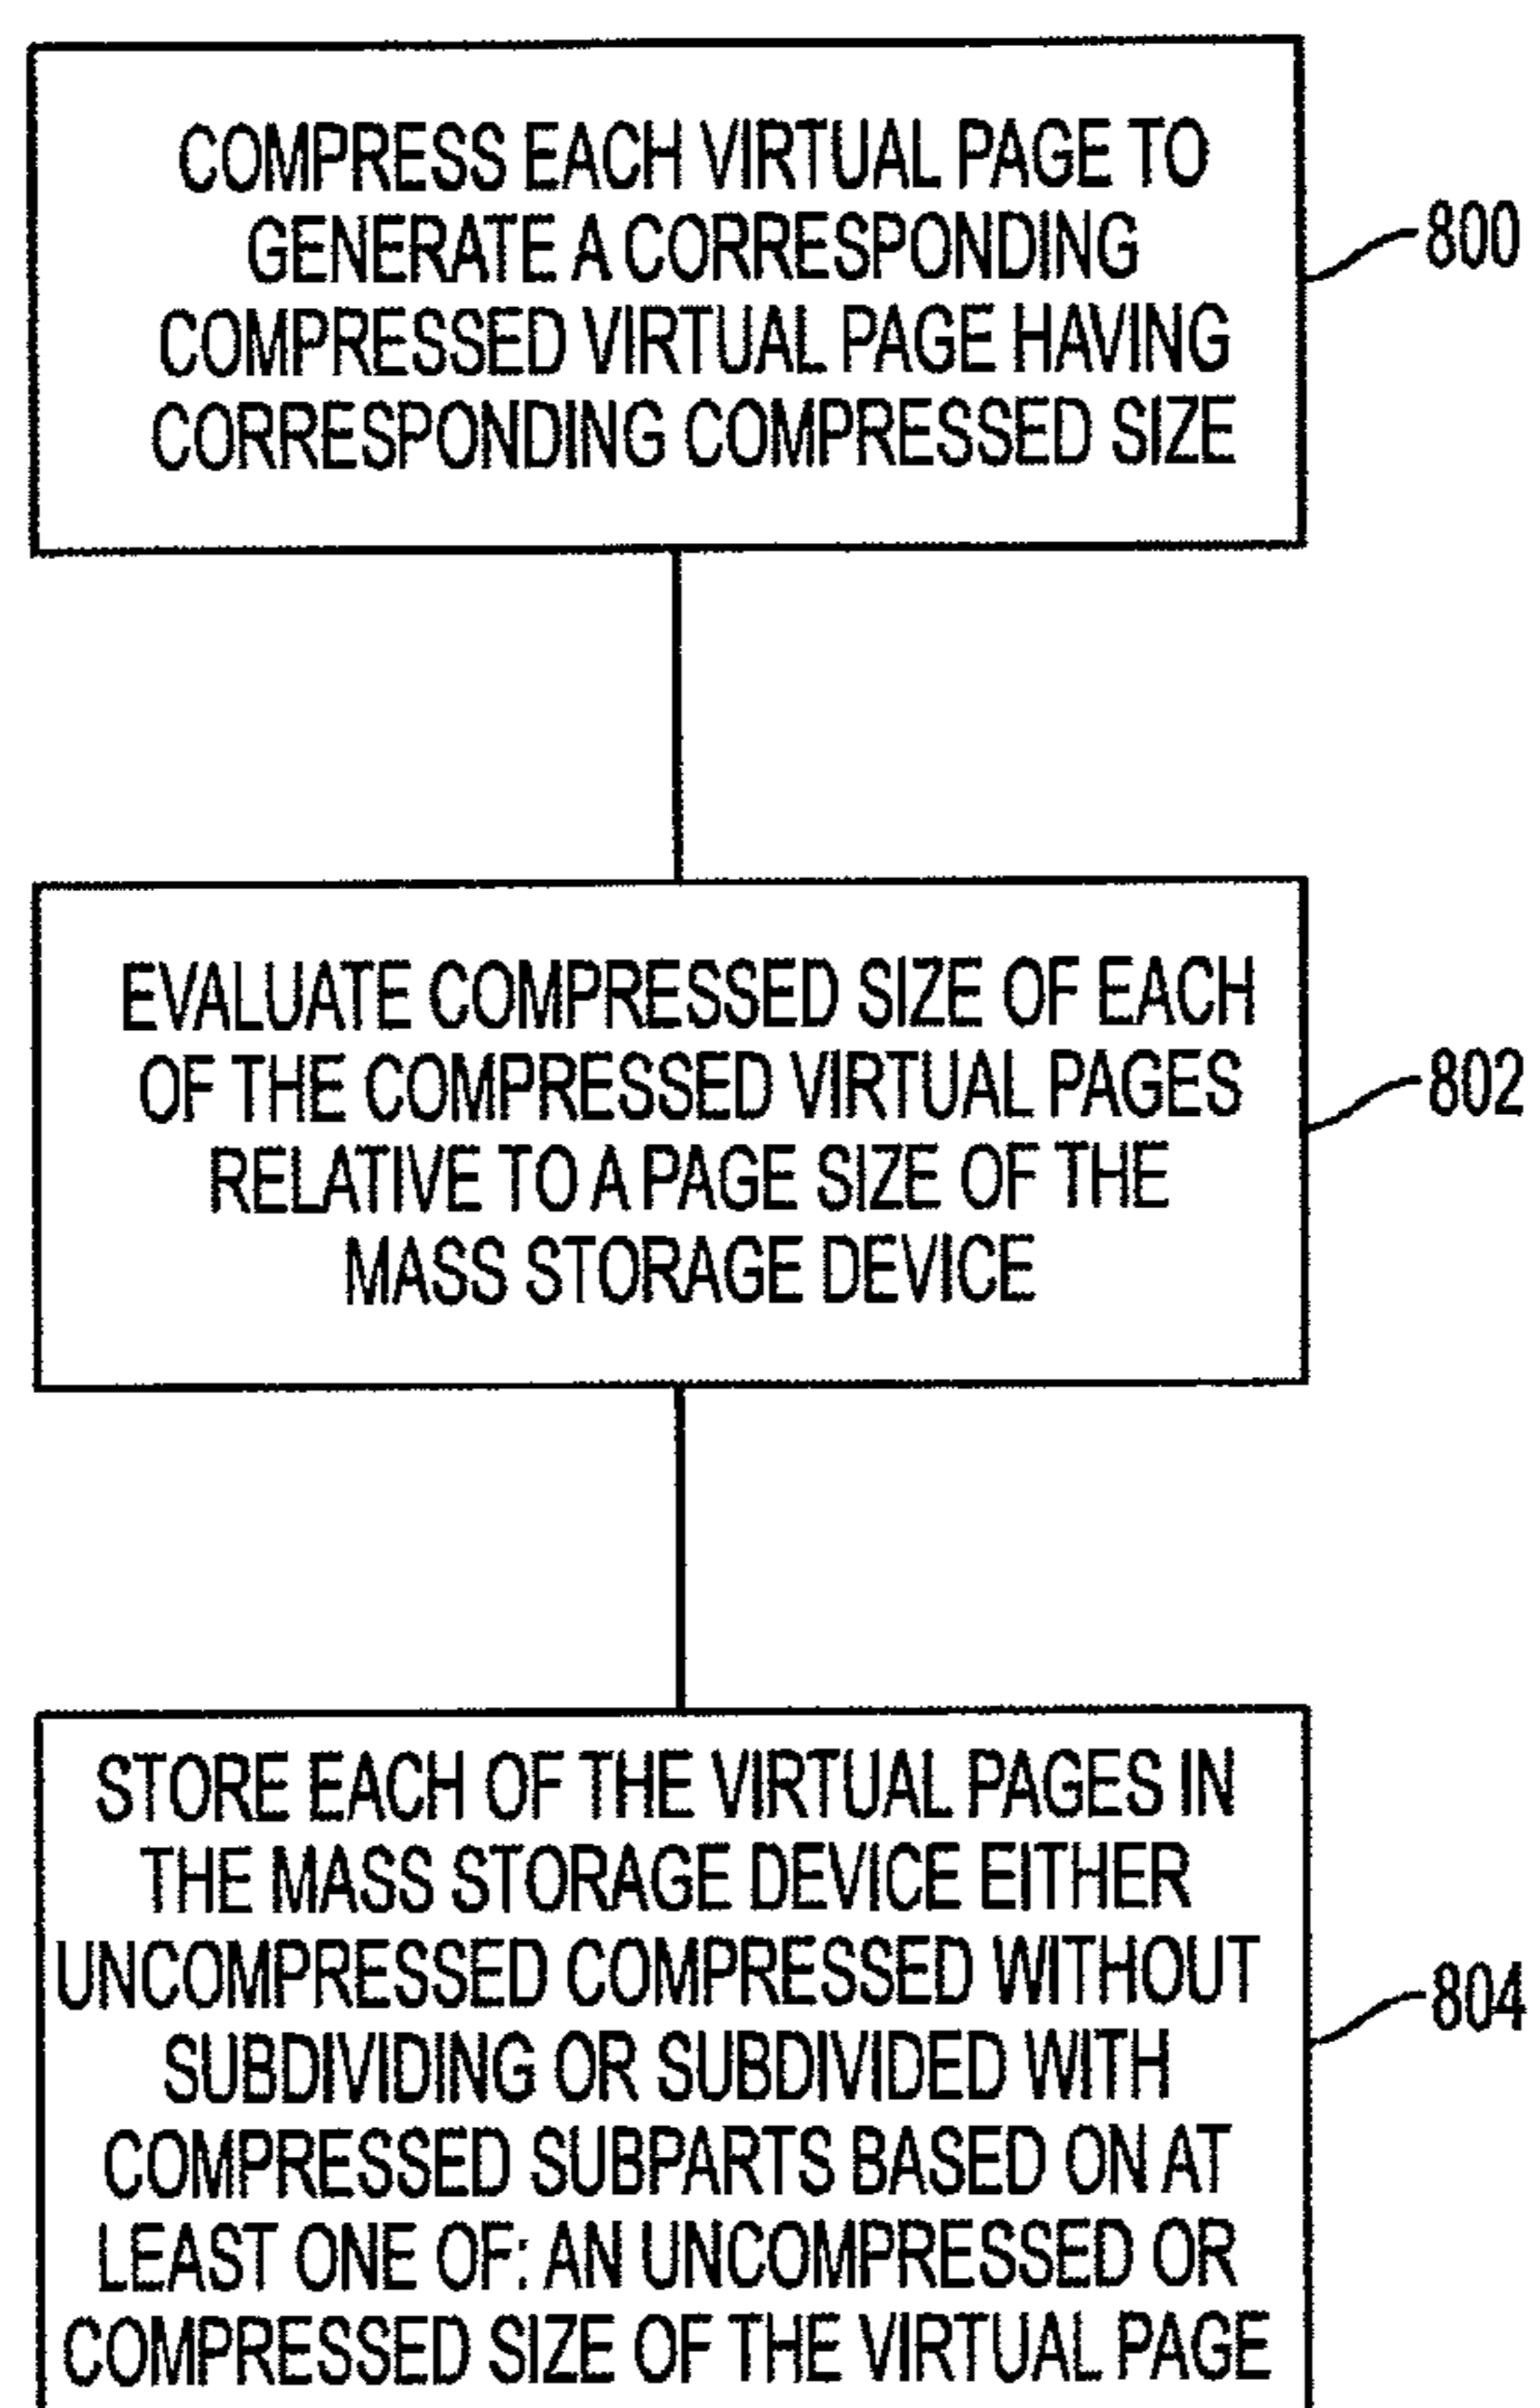 COMPRESS EACH VIRTUAL PAGE TO
GENERATE A CORRESPONDING
COMPRESSED VIRTUAL PAGE HAVING
CORRESPONDING COMPRESSED SIZE
800
EVALUATE COMPRESSED SIZE OF EACH
OF THE COMPRESSED VIRTUAL PAGES
RELATIVE TO A PAGE SIZE OF THE
MASS STORAGE DEVICE
802
STORE EACH OF THE VIRTUAL PAGES IN
THE MASS STORAGE DEVICE EITHER
UNCOMPRESSED COMPRESSED WITHOUT
SUBDIVIDING OR SUBDIVIDED WITH
COMPRESSED SUBPARTS BASED ON AT
LEAST ONE OF: AN UNCOMPRESSED OR
COMPRESSED SIZE OF THE VIRTUAL PAGE
804